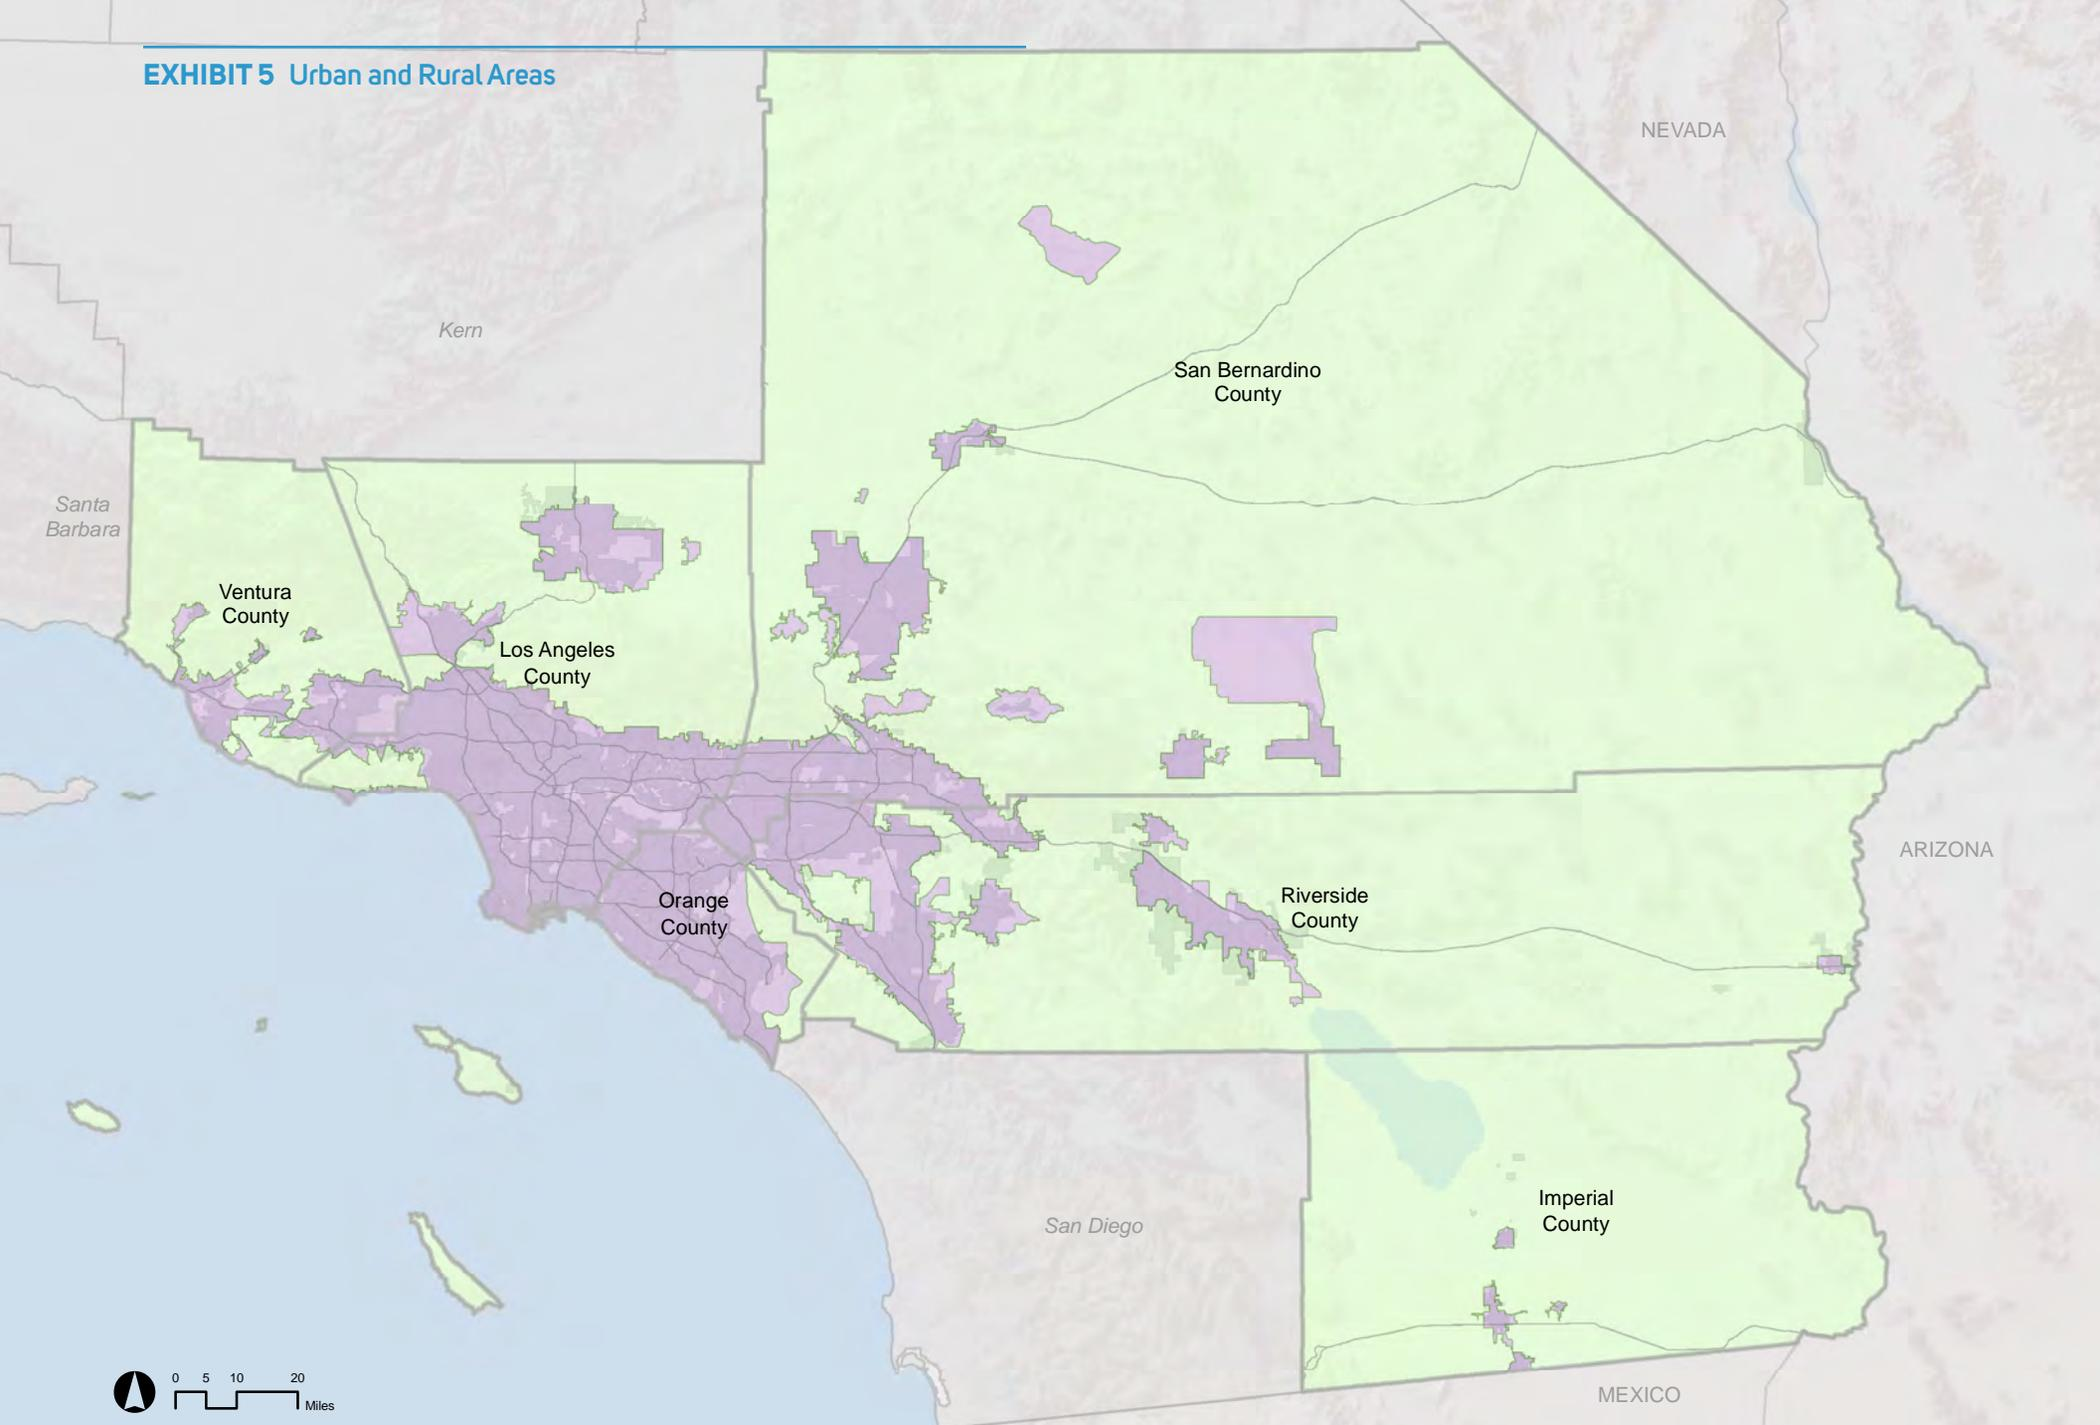 EXHIBIT 5 Urban and Rural Areas
NEVADA
Kern
San Bernardino
County
Santa
Barbara
Ventura
County
Los Angeles
County
ARIZONA
Orange
County
Riverside
County
Imperial
County
San Diego
MEXICO
0 5 10 20
Miles